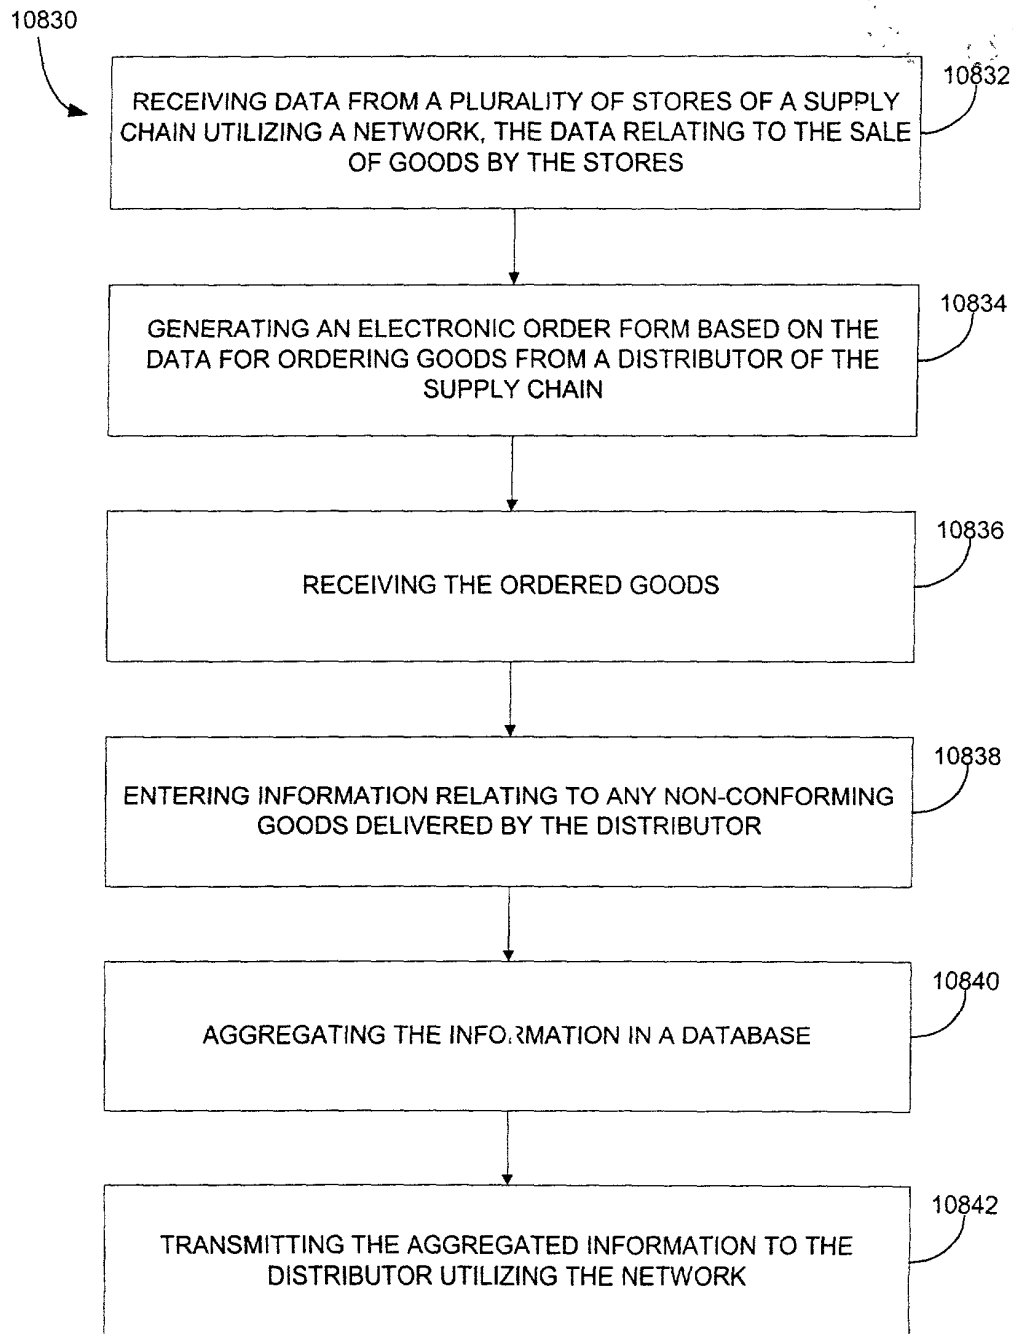 10830
10832
RECEIVING DATA FROM A PLURALITY OF STORES OF A SUPPLY
CHAIN UTILIZING A NETWORK, THE DATA RELATING TO THE SALE
OF GOODS BY THE STORES
10834
GENERATING AN ELECTRONIC ORDER FORM BASED ON THE
DATA FOR ORDERING GOODS FROM A DISTRIBUTOR OF THE
SUPPLY CHAIN
10836
RECEIVING THE ORDERED GOODS
10838
ENTERING INFORMATION RELATING TO ANY NON-CONFORMING
GOODS DELIVERED BY THE DISTRIBUTOR
10840
AGGREGATING THE INFORMATION IN A DATABASE
10842
TRANSMITTING THE AGGREGATED INFORMATION TO THE
DISTRIBUTOR UTILIZING THE NETWORK